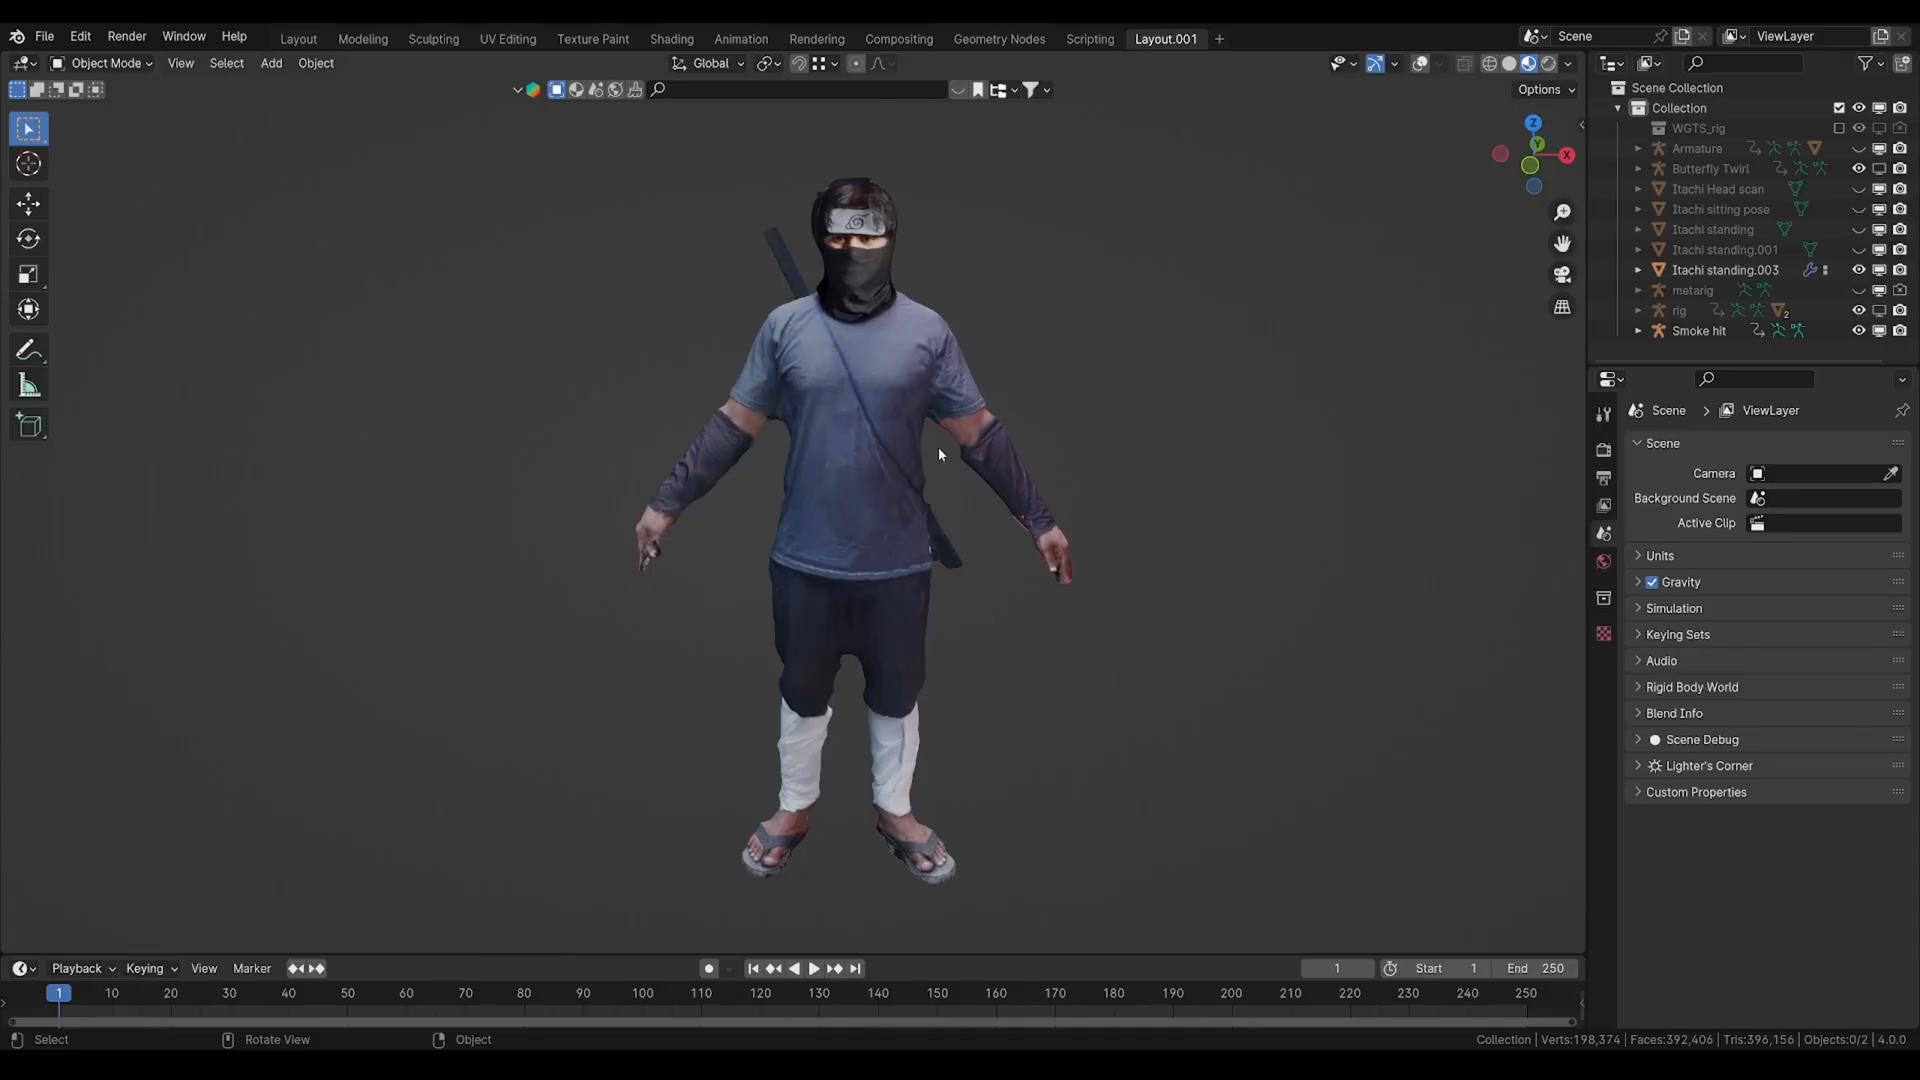 File Edit Render Window Help Layout Modeling Sculpting UV Editing Texture Paint Shading Animation Rendering Compositing Geometry Nodes Scripting Layout.001 + Scene ViewLayer
Object Mode View Select Add Object Global
Options
Z
Y
X
Scene Collection
Collection
WGTS_rig
Armature
Butterfly Twirl
Itachi Head scan
Itachi sitting pose
Itachi standing
Itachi standing.001
Itachi standing.003
metarig
rig 2
Smoke hit
Scene > ViewLayer
Scene
Camera
Background Scene
Active Clip
Units
Gravity
Simulation
Keying Sets
Audio
Rigid Body World
Blend Info
Scene Debug
Lighter's Corner
Custom Properties
Playback Keying View Marker 1 Start 1 End 250
1 10 20 30 40 50 60 70 80 90 100 110 120 130 140 150 160 170 180 190 200 210 220 230 240 250
Select Rotate View Object Collection | Verts:198,374 | Faces:392,406 | Tris:396,156 | Objects:0/2 | 4.0.0